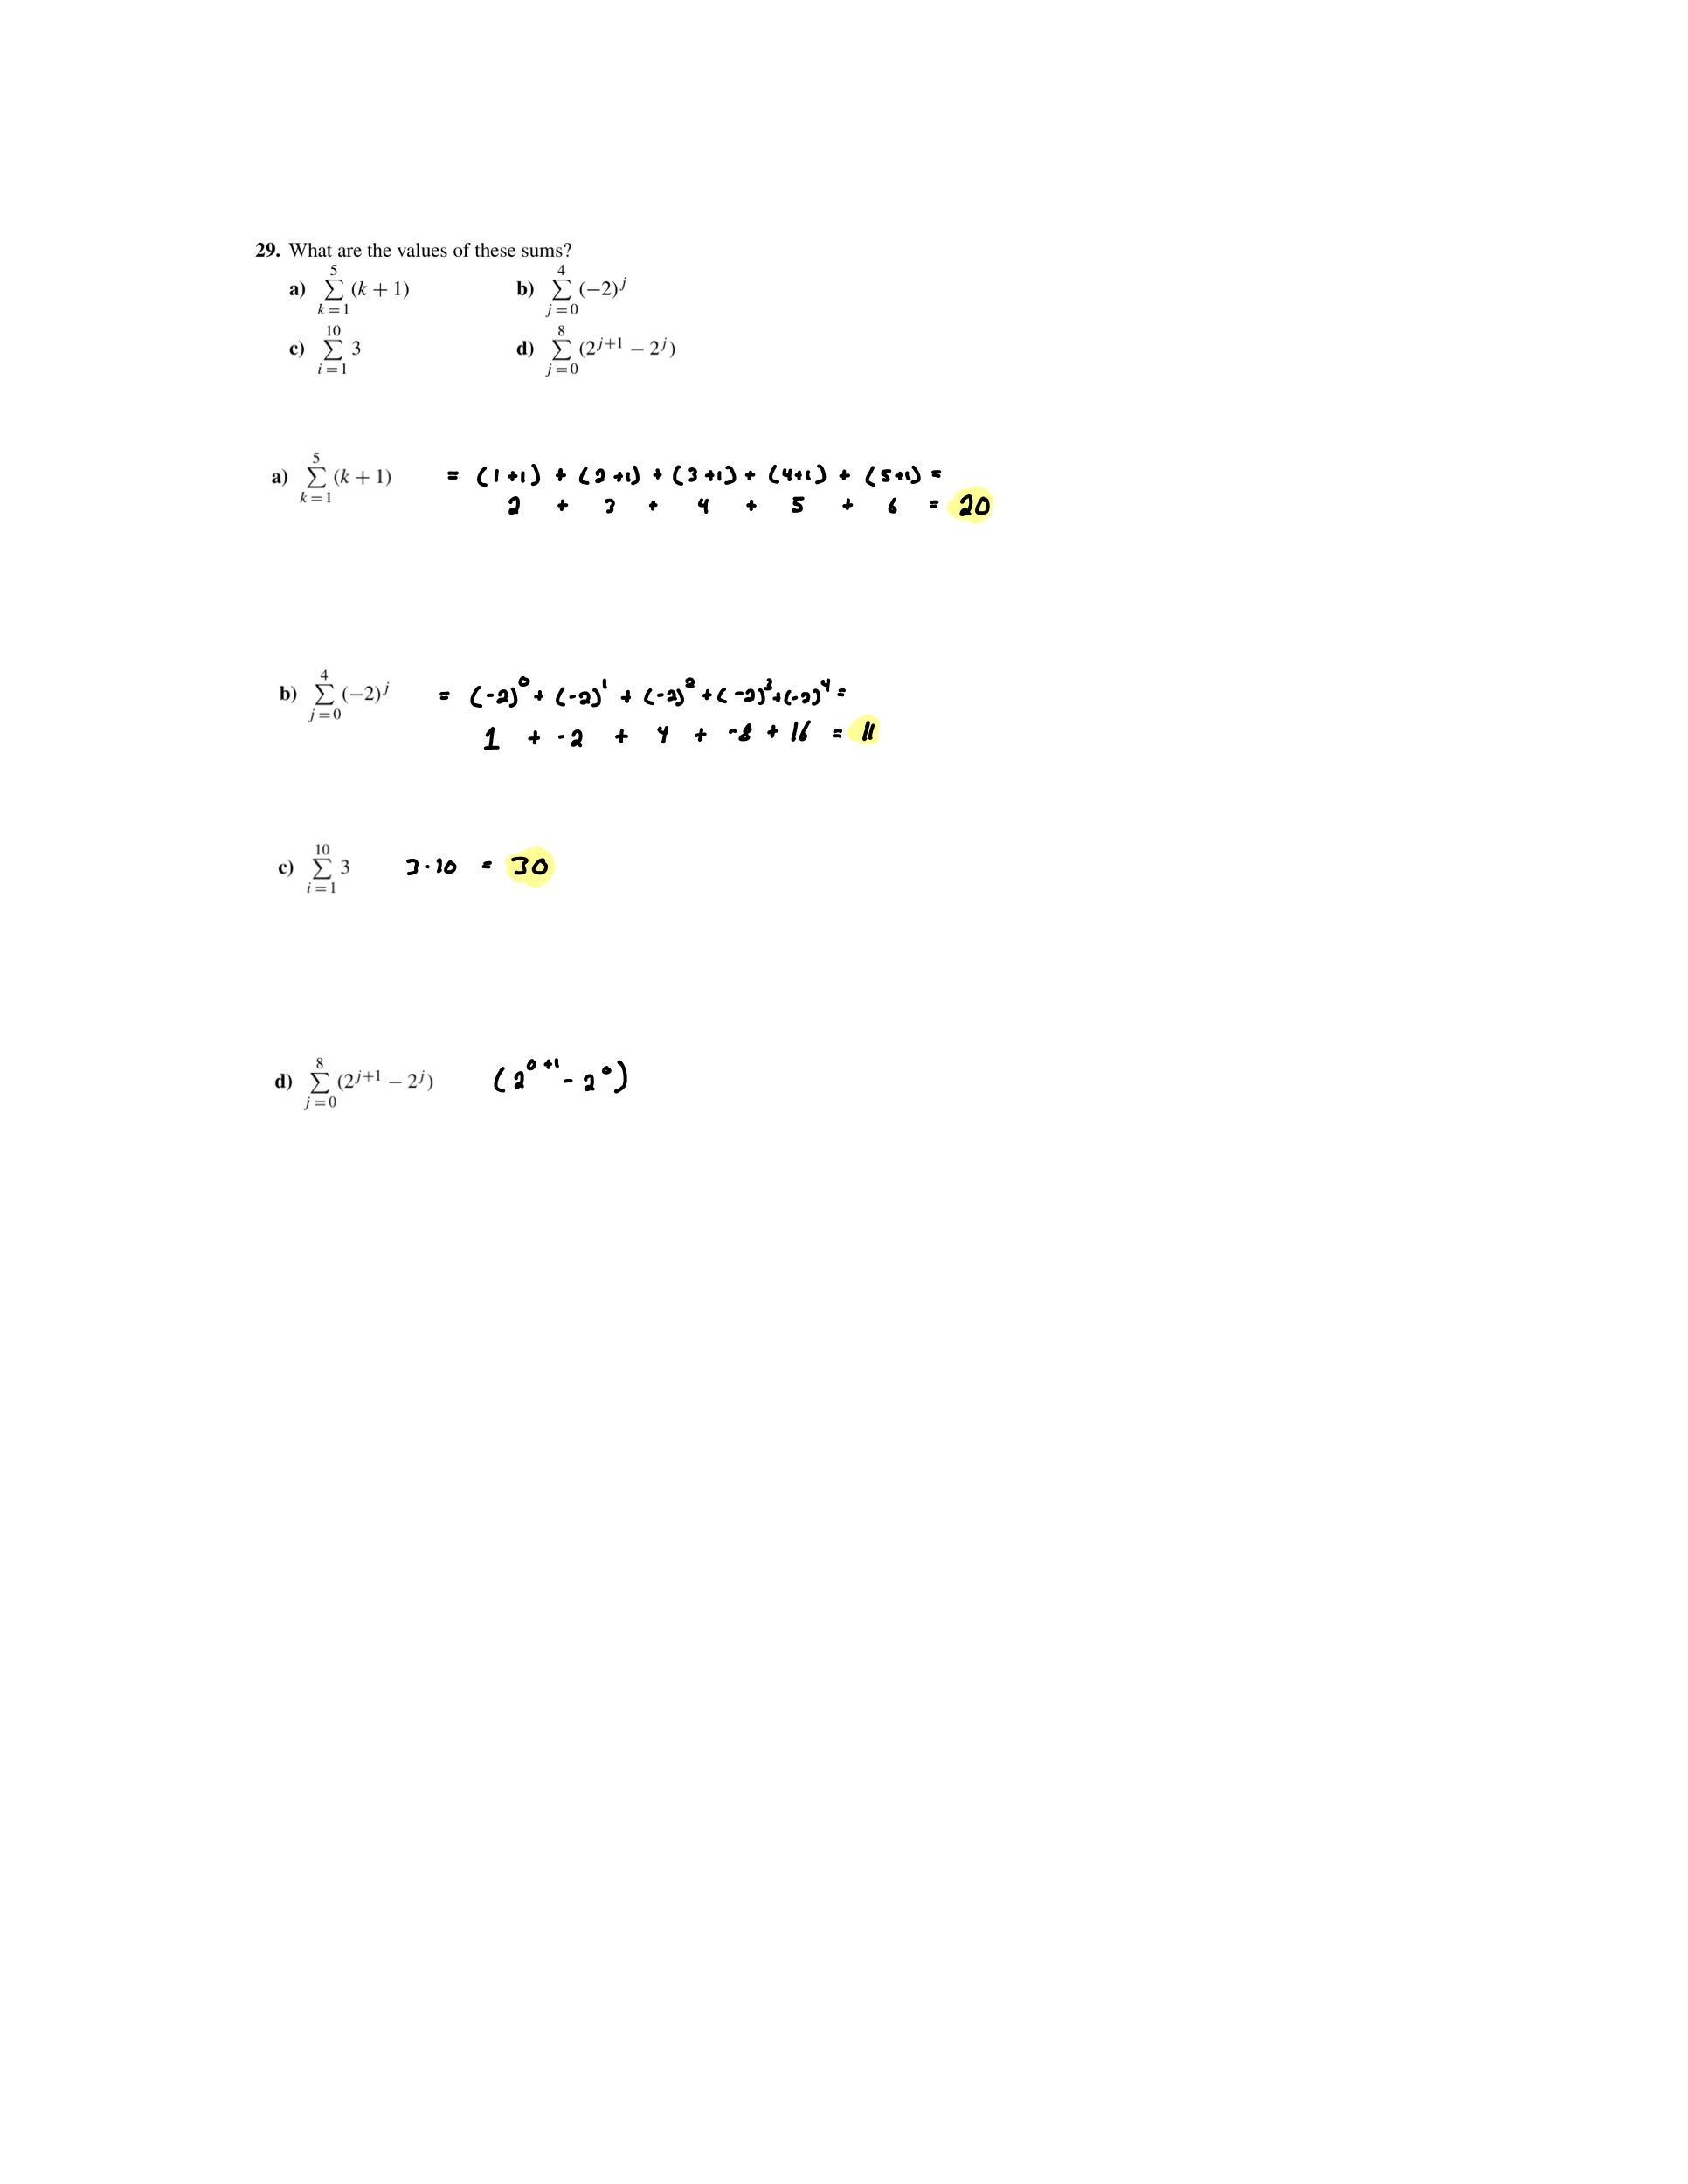 29. What are the values of these sums?
a) \sum_{k=1}^{5} (k + 1) b) \sum_{j=0}^{4} (−2)^j
c) \sum_{i=1}^{10} 3 d) \sum_{j=0}^{8} (2^{j+1} − 2^j)
a) \sum_{k=1}^{5} (k + 1) = (1+1) + (2+1) + (3+1) + (4+1) + (5+1) =
2 + 3 + 4 + 5 + 6 = 20
b) \sum_{j=0}^{4} (−2)^j = (-2)^0 + (-2)^1 + (-2)^2 + (-2)^3 + (-2)^4 =
1 + -2 + 4 + -8 + 16 = 11
c) \sum_{i=1}^{10} 3 3·10 = 30
d) \sum_{j=0}^{8} (2^{j+1} − 2^j) (2^{0+1} - 2^0)